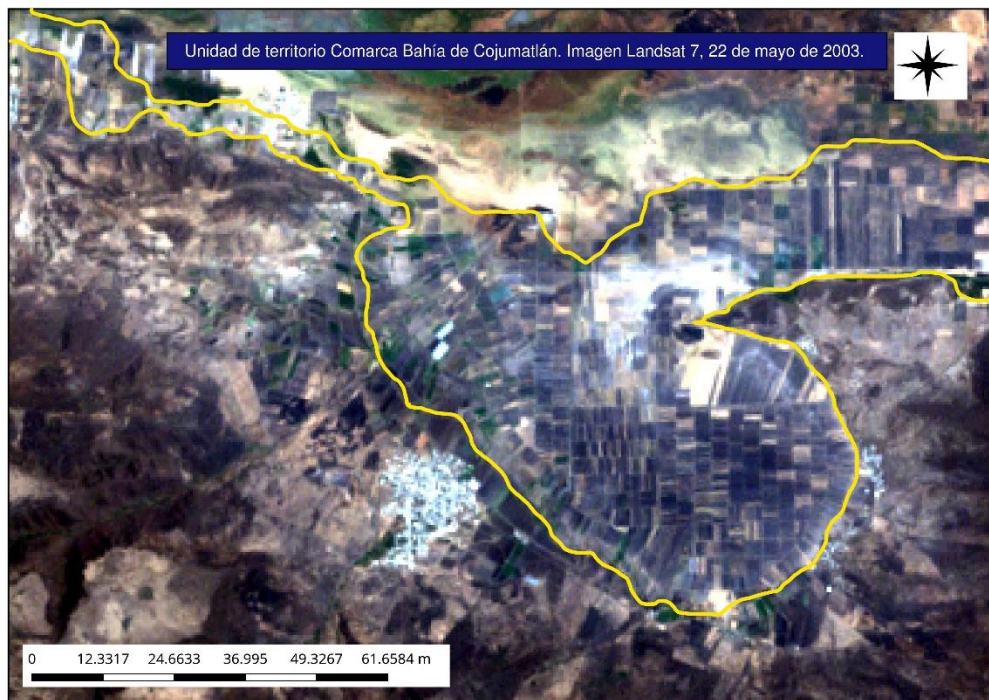 Unidad de territorio Comarca Bahía de Cojumatlán. Imagen Landsat 7, 22 de mayo de 2003.
0 12.3317 24.6633 36.995 49.3267 61.6584 m